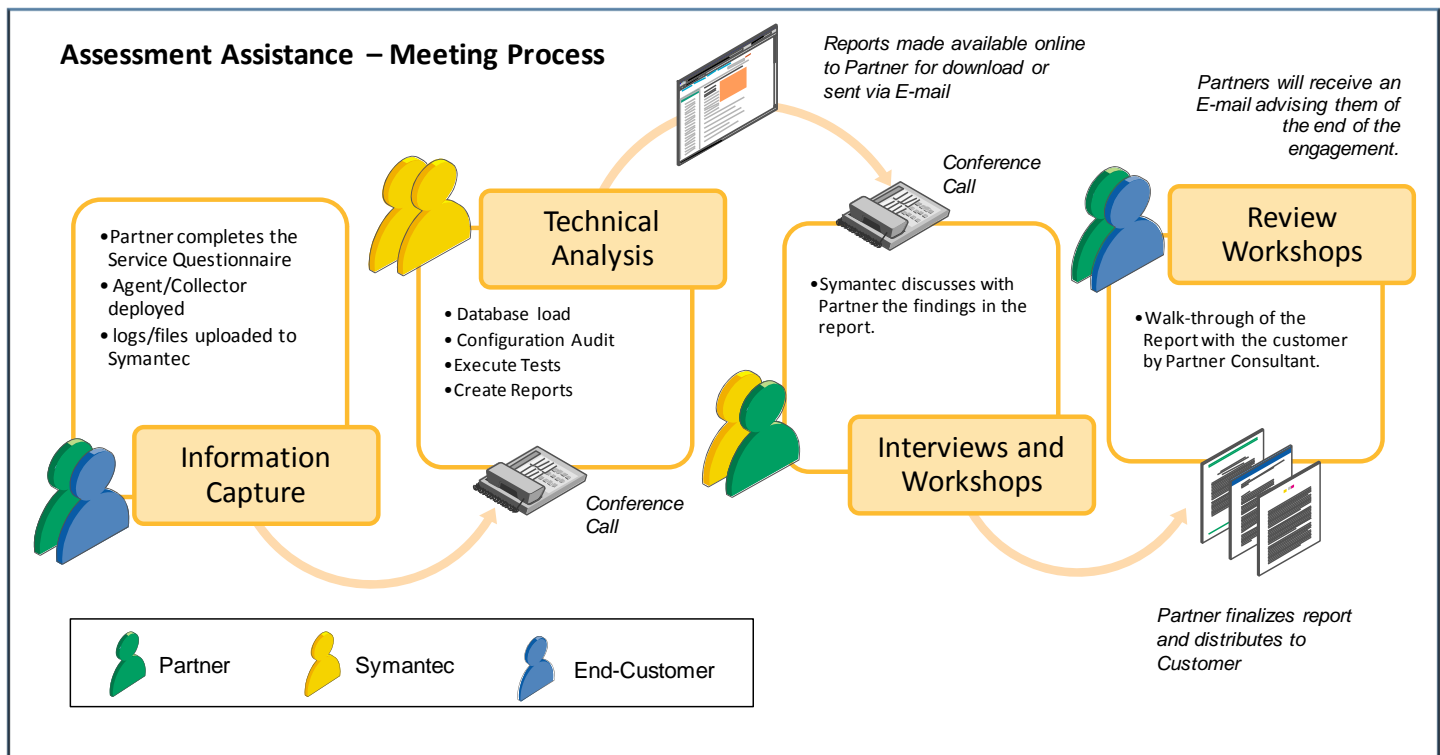 Assessment Assistance – Meeting Process
Reports made available online
to Partner for download or
sent via E-mail
Partners will receive an
E-mail advising them of
the end of the
engagement.
•Partner completes the
Service Questionnaire
• Agent/Collector
deployed
• logs/files uploaded to
Symantec
Information
Capture
Technical
Analysis
• Database load
• Configuration Audit
•Execute Tests
•Create Reports
Conference
Call
Conference
Call
•Symantec discusses with
Partner the findings in the
report.
Interviews and
Workshops
Review
Workshops
•Walk-through of the
Report with the customer
by Partner Consultant.
Partner finalizes report
and distributes to
Customer
Partner
Symantec
End-Customer